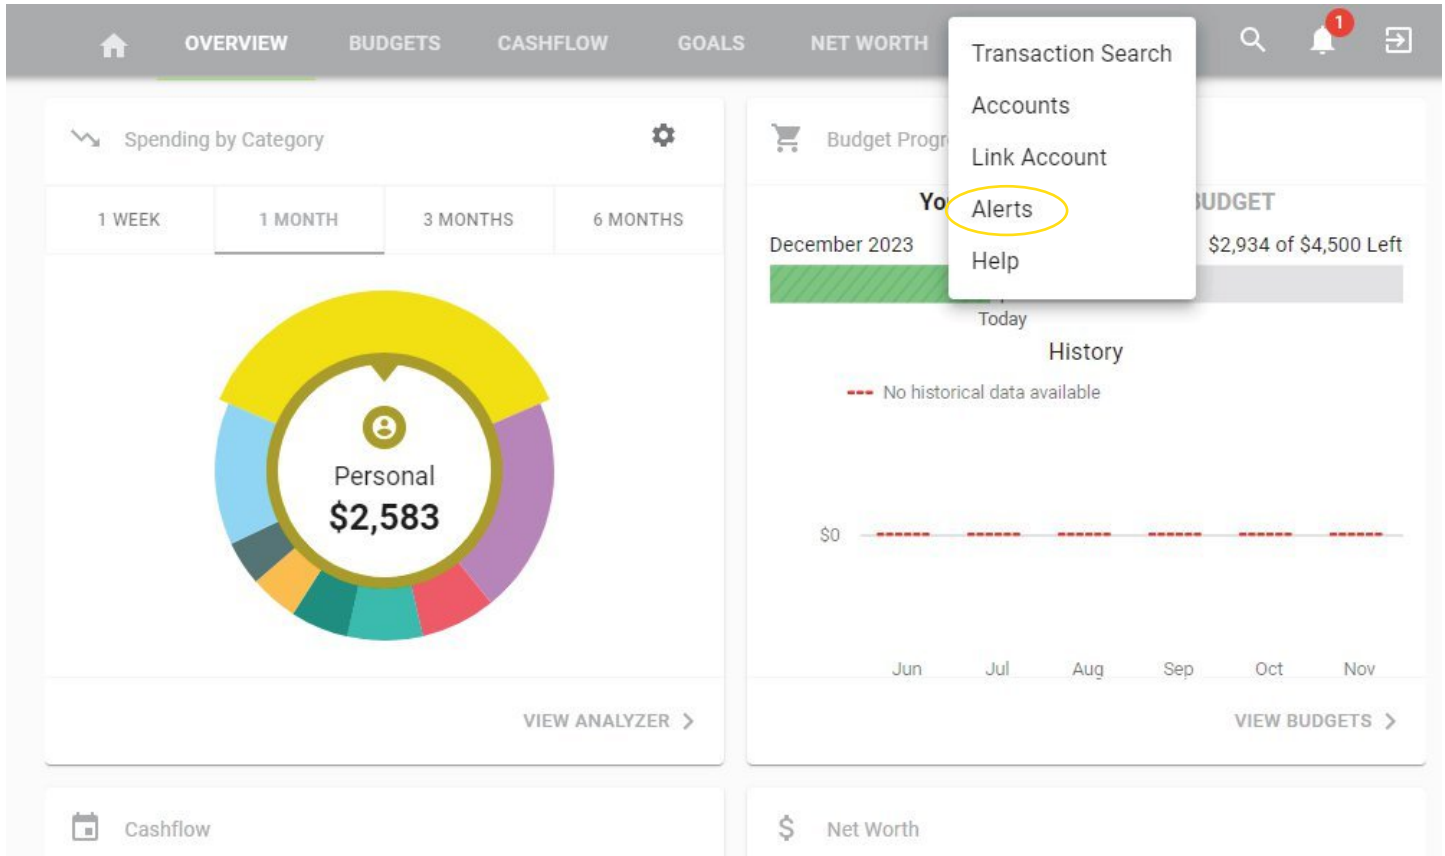 OVERVIEW BUDGETS CASHFLOW GOALS NET WORTH
1
Transaction Search
Accounts
Link Account
Alerts
Help
Spending by Category
1 WEEK 1 MONTH 3 MONTHS 6 MONTHS
Personal
$2,583
VIEW ANALYZER
Budget
BUDGET
December 2023 $2,934 of $4,500 Left
Today
History
No historical data available
$0
Jun Jul Aug Sep Oct Nov
VIEW BUDGETS
Cashflow
$ Net Worth